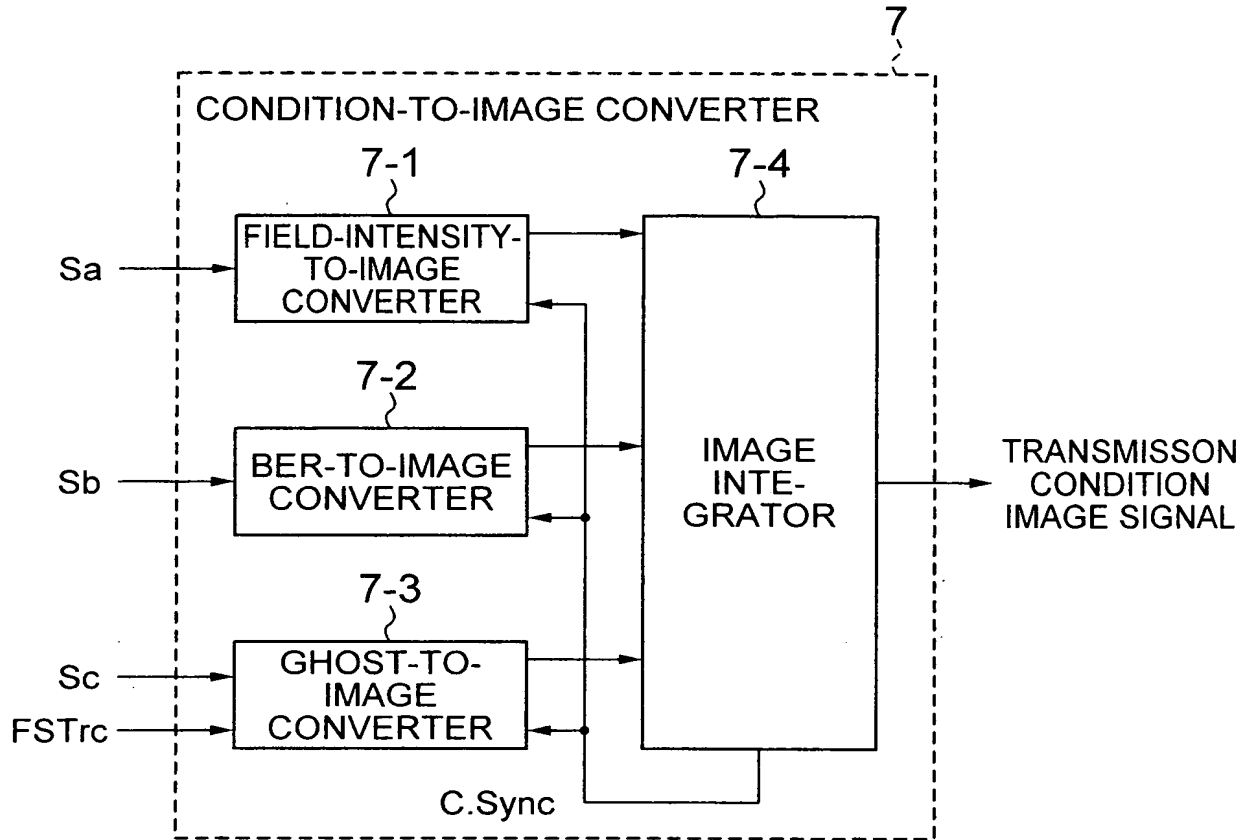 7
CONDITION-TO-IMAGE CONVERTER
7-1
7-4
FIELD-INTENSITY-
TO-IMAGE
CONVERTER
Sa
7-2
BER-TO-IMAGE
CONVERTER
Sb
IMAGE
INTE-
GRATOR
TRANSMISSON
CONDITION
IMAGE SIGNAL
7-3
GHOST-TO-
IMAGE
CONVERTER
Sc
FSTrc
C.Sync